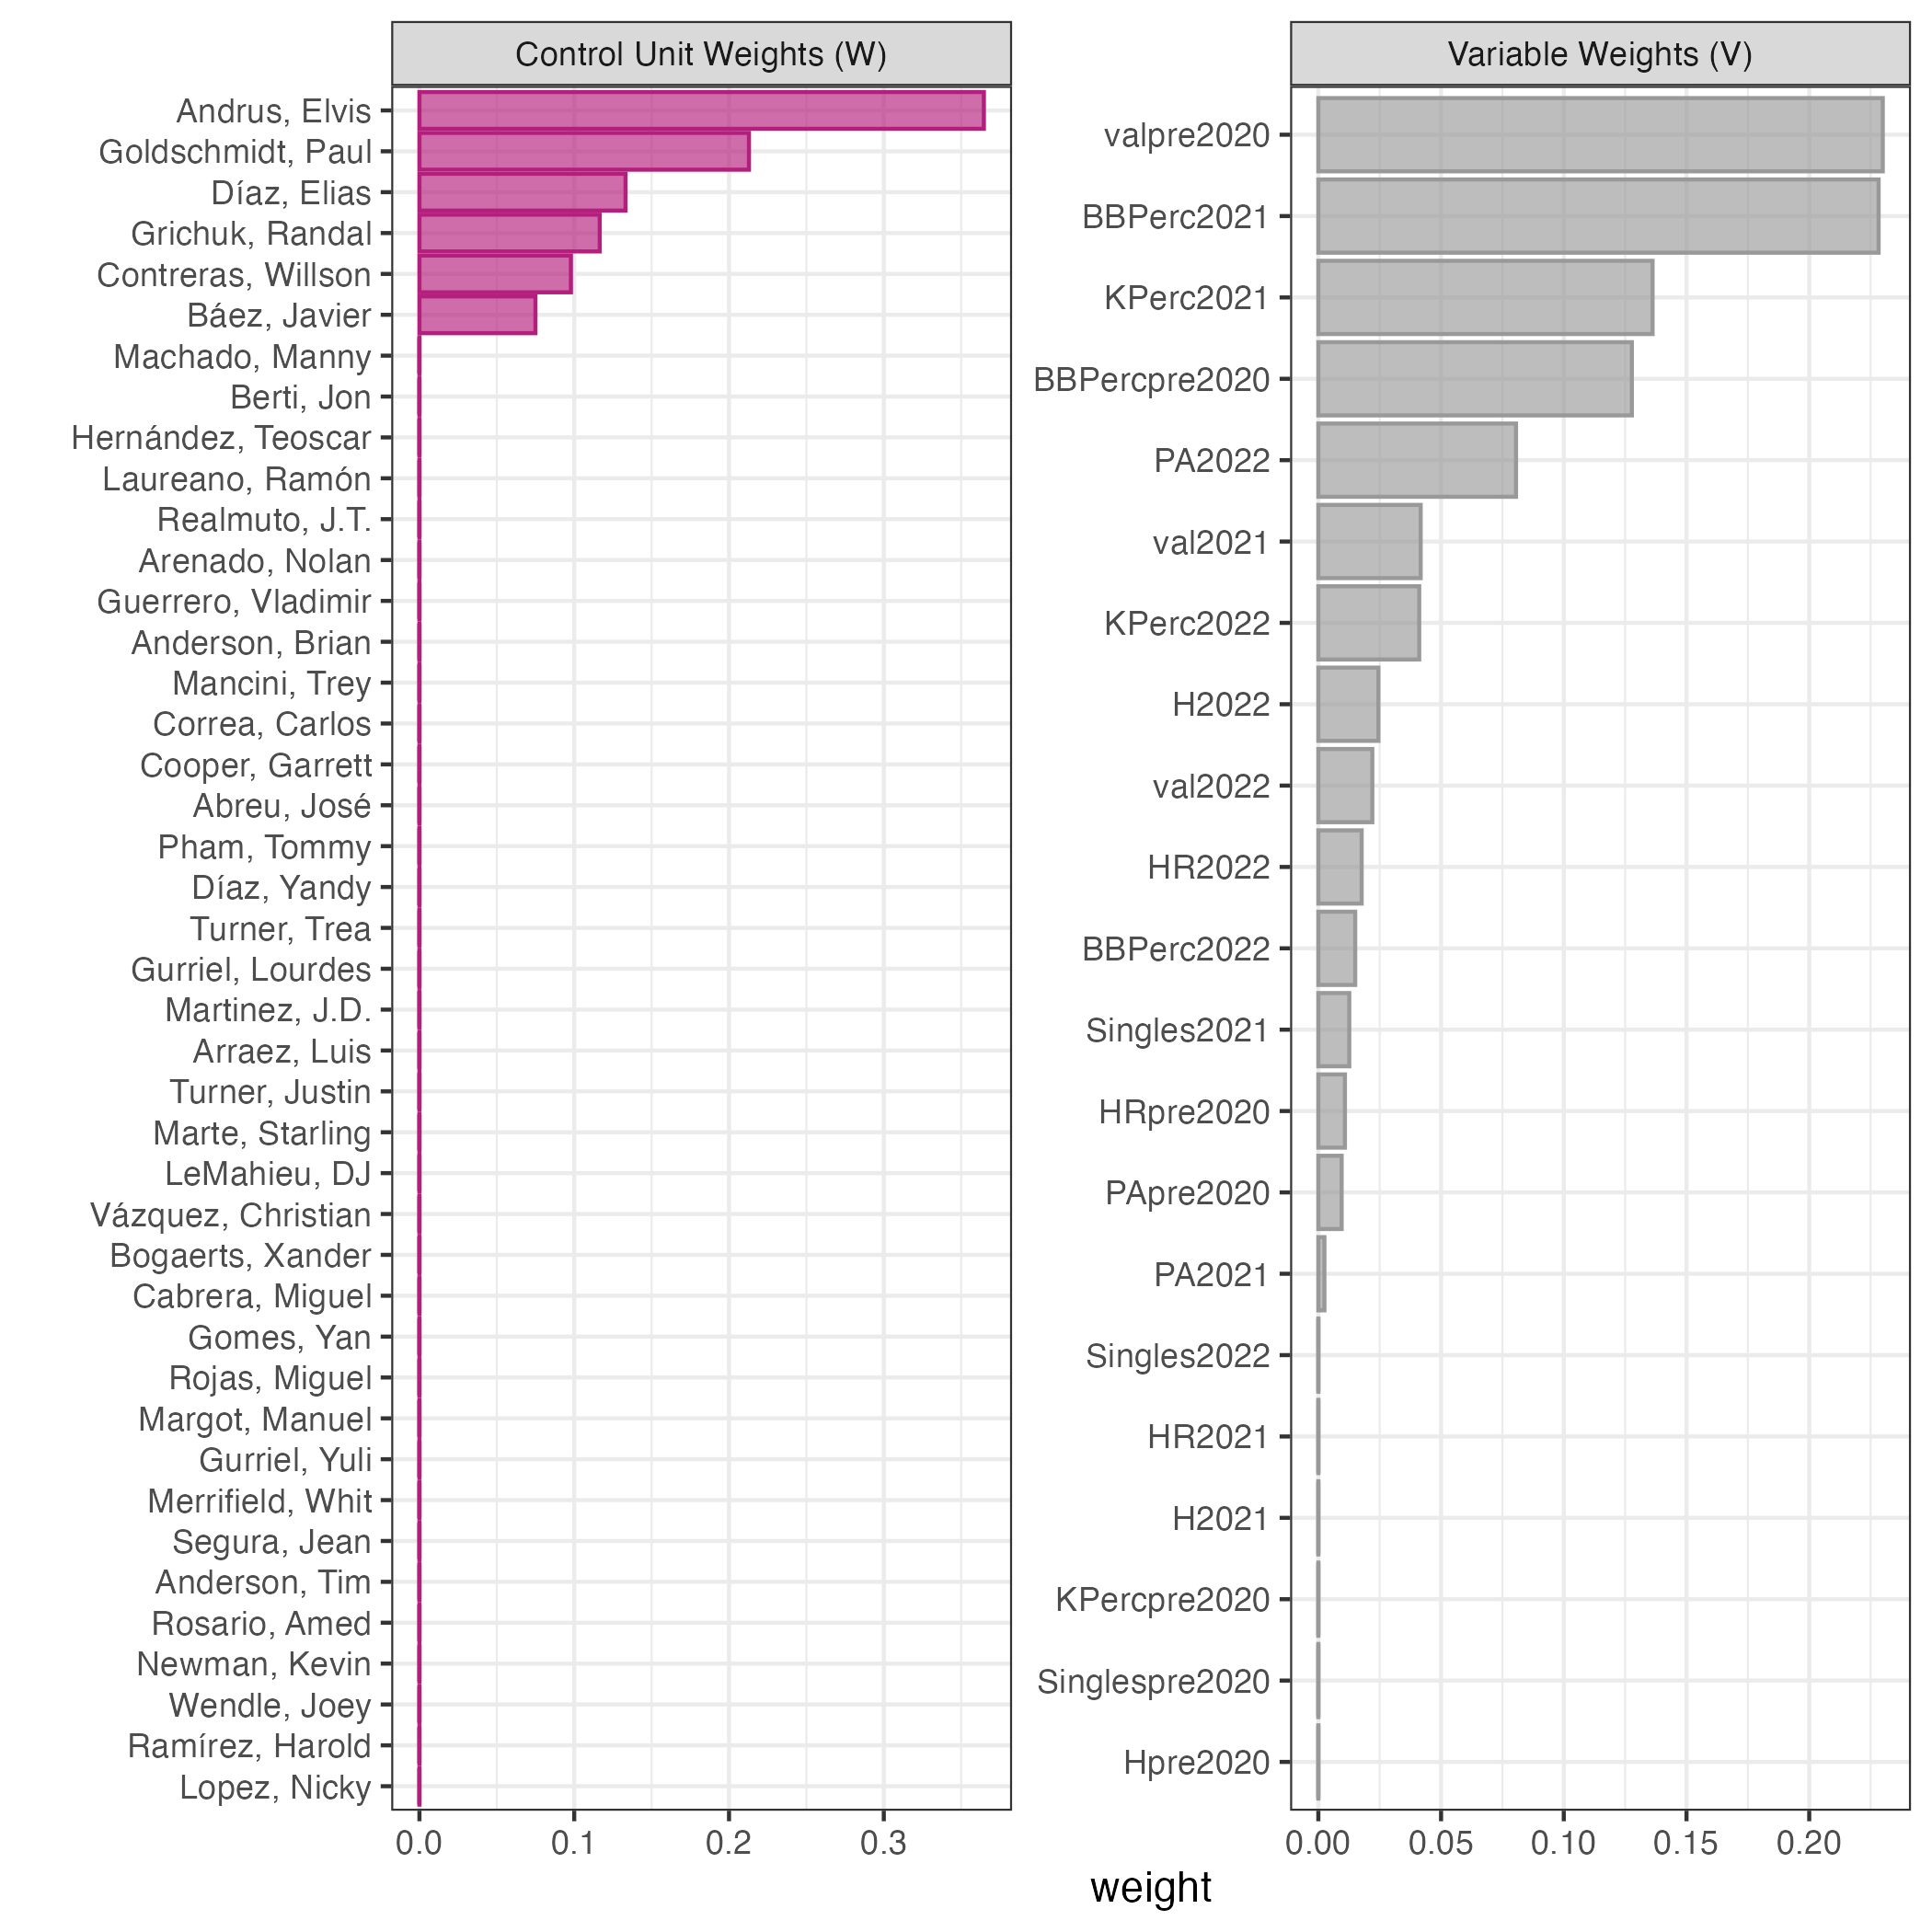 Control Unit Weights (W)
Andrus, Elvis
Goldschmidt, Paul
Díaz, Elias
Grichuk, Randal
Contreras, Willson
Báez, Javier
Machado, Manny
Berti, Jon
Hernández, Teoscar
Laureano, Ramón
Realmuto, J.T.
Arenado, Nolan
Guerrero, Vladimir
Anderson, Brian
Mancini, Trey
Correa, Carlos
Cooper, Garrett
Abreu, José
Pham, Tommy
Díaz, Yandy
Turner, Trea
Gurriel, Lourdes
Martinez, J.D.
Arraez, Luis
Turner, Justin
Marte, Starling
LeMahieu, DJ
Vázquez, Christian
Bogaerts, Xander
Cabrera, Miguel
Gomes, Yan
Rojas, Miguel
Margot, Manuel
Gurriel, Yuli
Merrifield, Whit
Segura, Jean
Anderson, Tim
Rosario, Amed
Newman, Kevin
Wendle, Joey
Ramírez, Harold
Lopez, Nicky
0.0 0.1 0.2 0.3
Variable Weights (V)
valpre2020
BBPerc2021
KPerc2021
BBPercpre2020
PA2022
val2021
KPerc2022
H2022
val2022
HR2022
BBPerc2022
Singles2021
HRpre2020
PApre2020
PA2021
Singles2022
HR2021
H2021
KPercpre2020
Singlespre2020
Hpre2020
0.00 0.05 0.10 0.15 0.20
weight